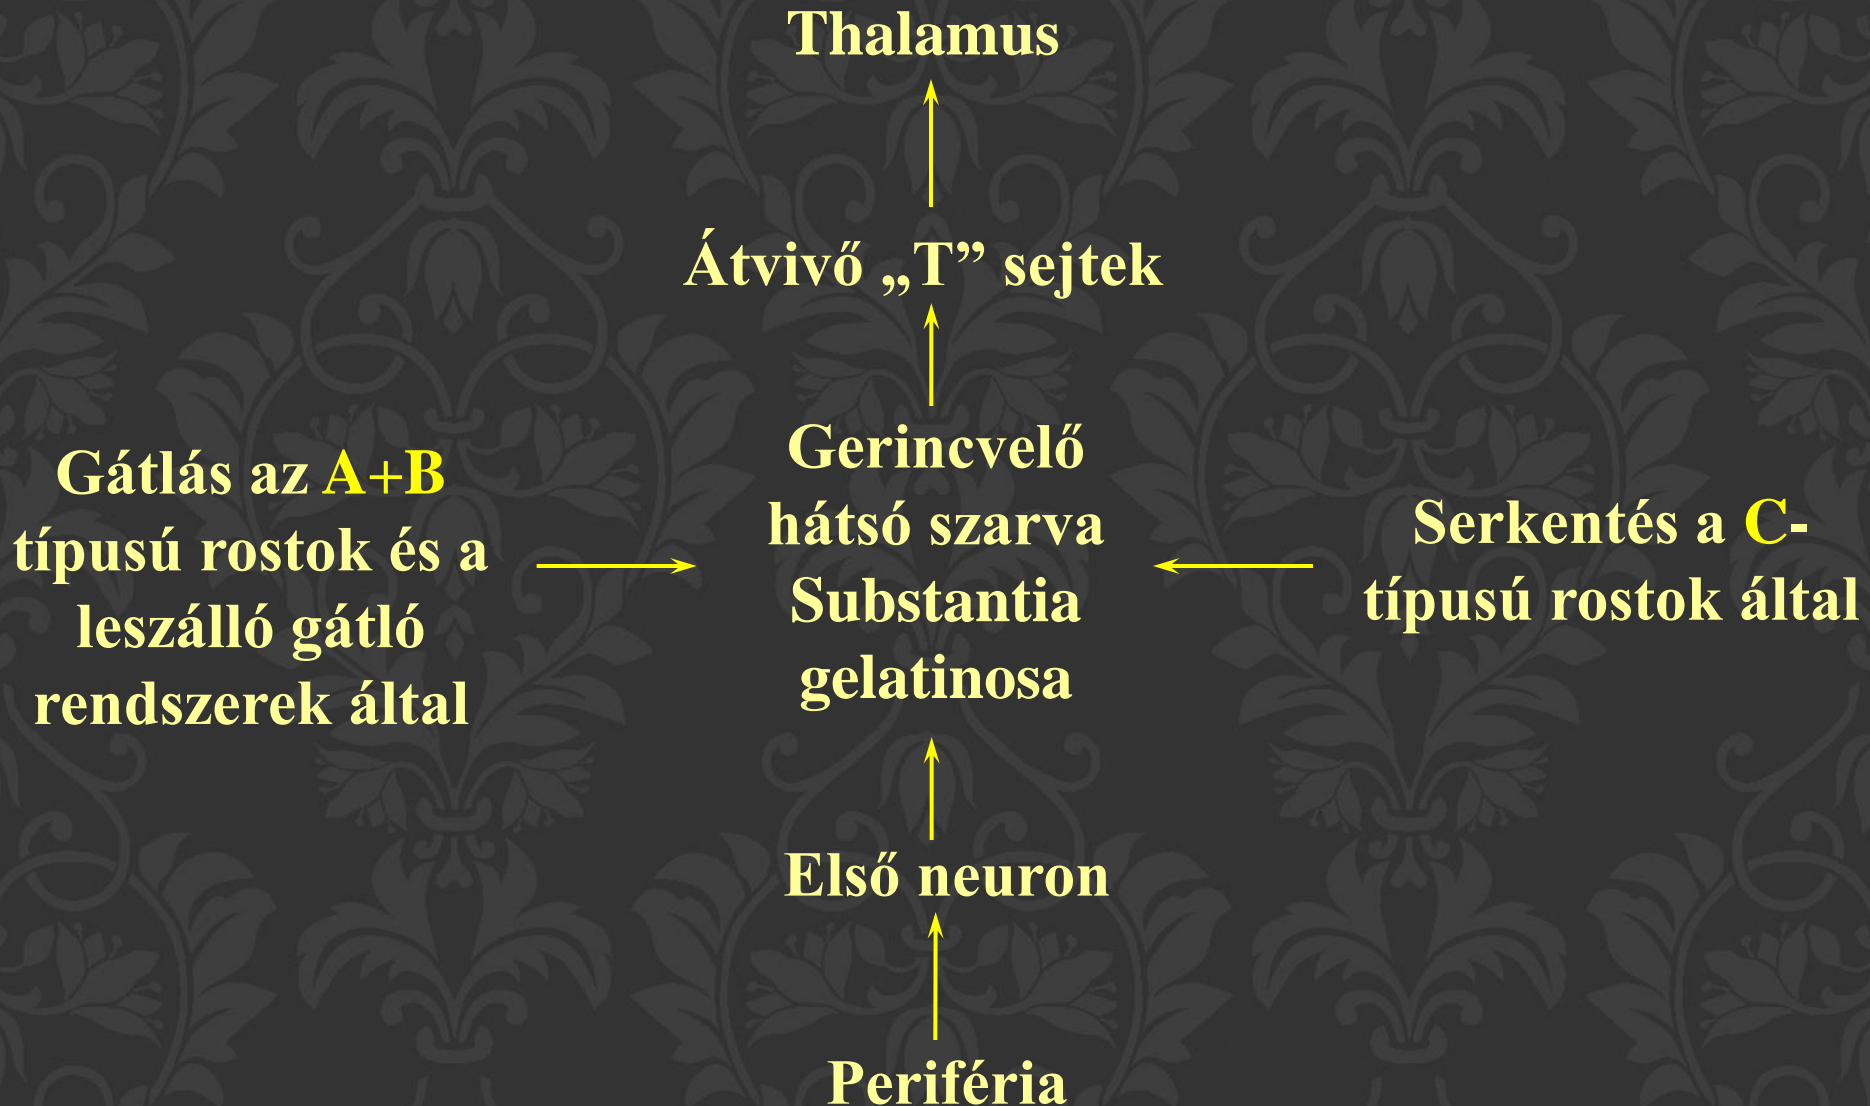 Thalamus
Átvivő „T” sejtek
Gátlás az A+B
típusú rostok és a
leszálló gátló
rendszerek által
Gerincvelő
hátsó szarva
Substantia
gelatinosa
Serkentés a C-
típusú rostok által
Első neuron
Periféria